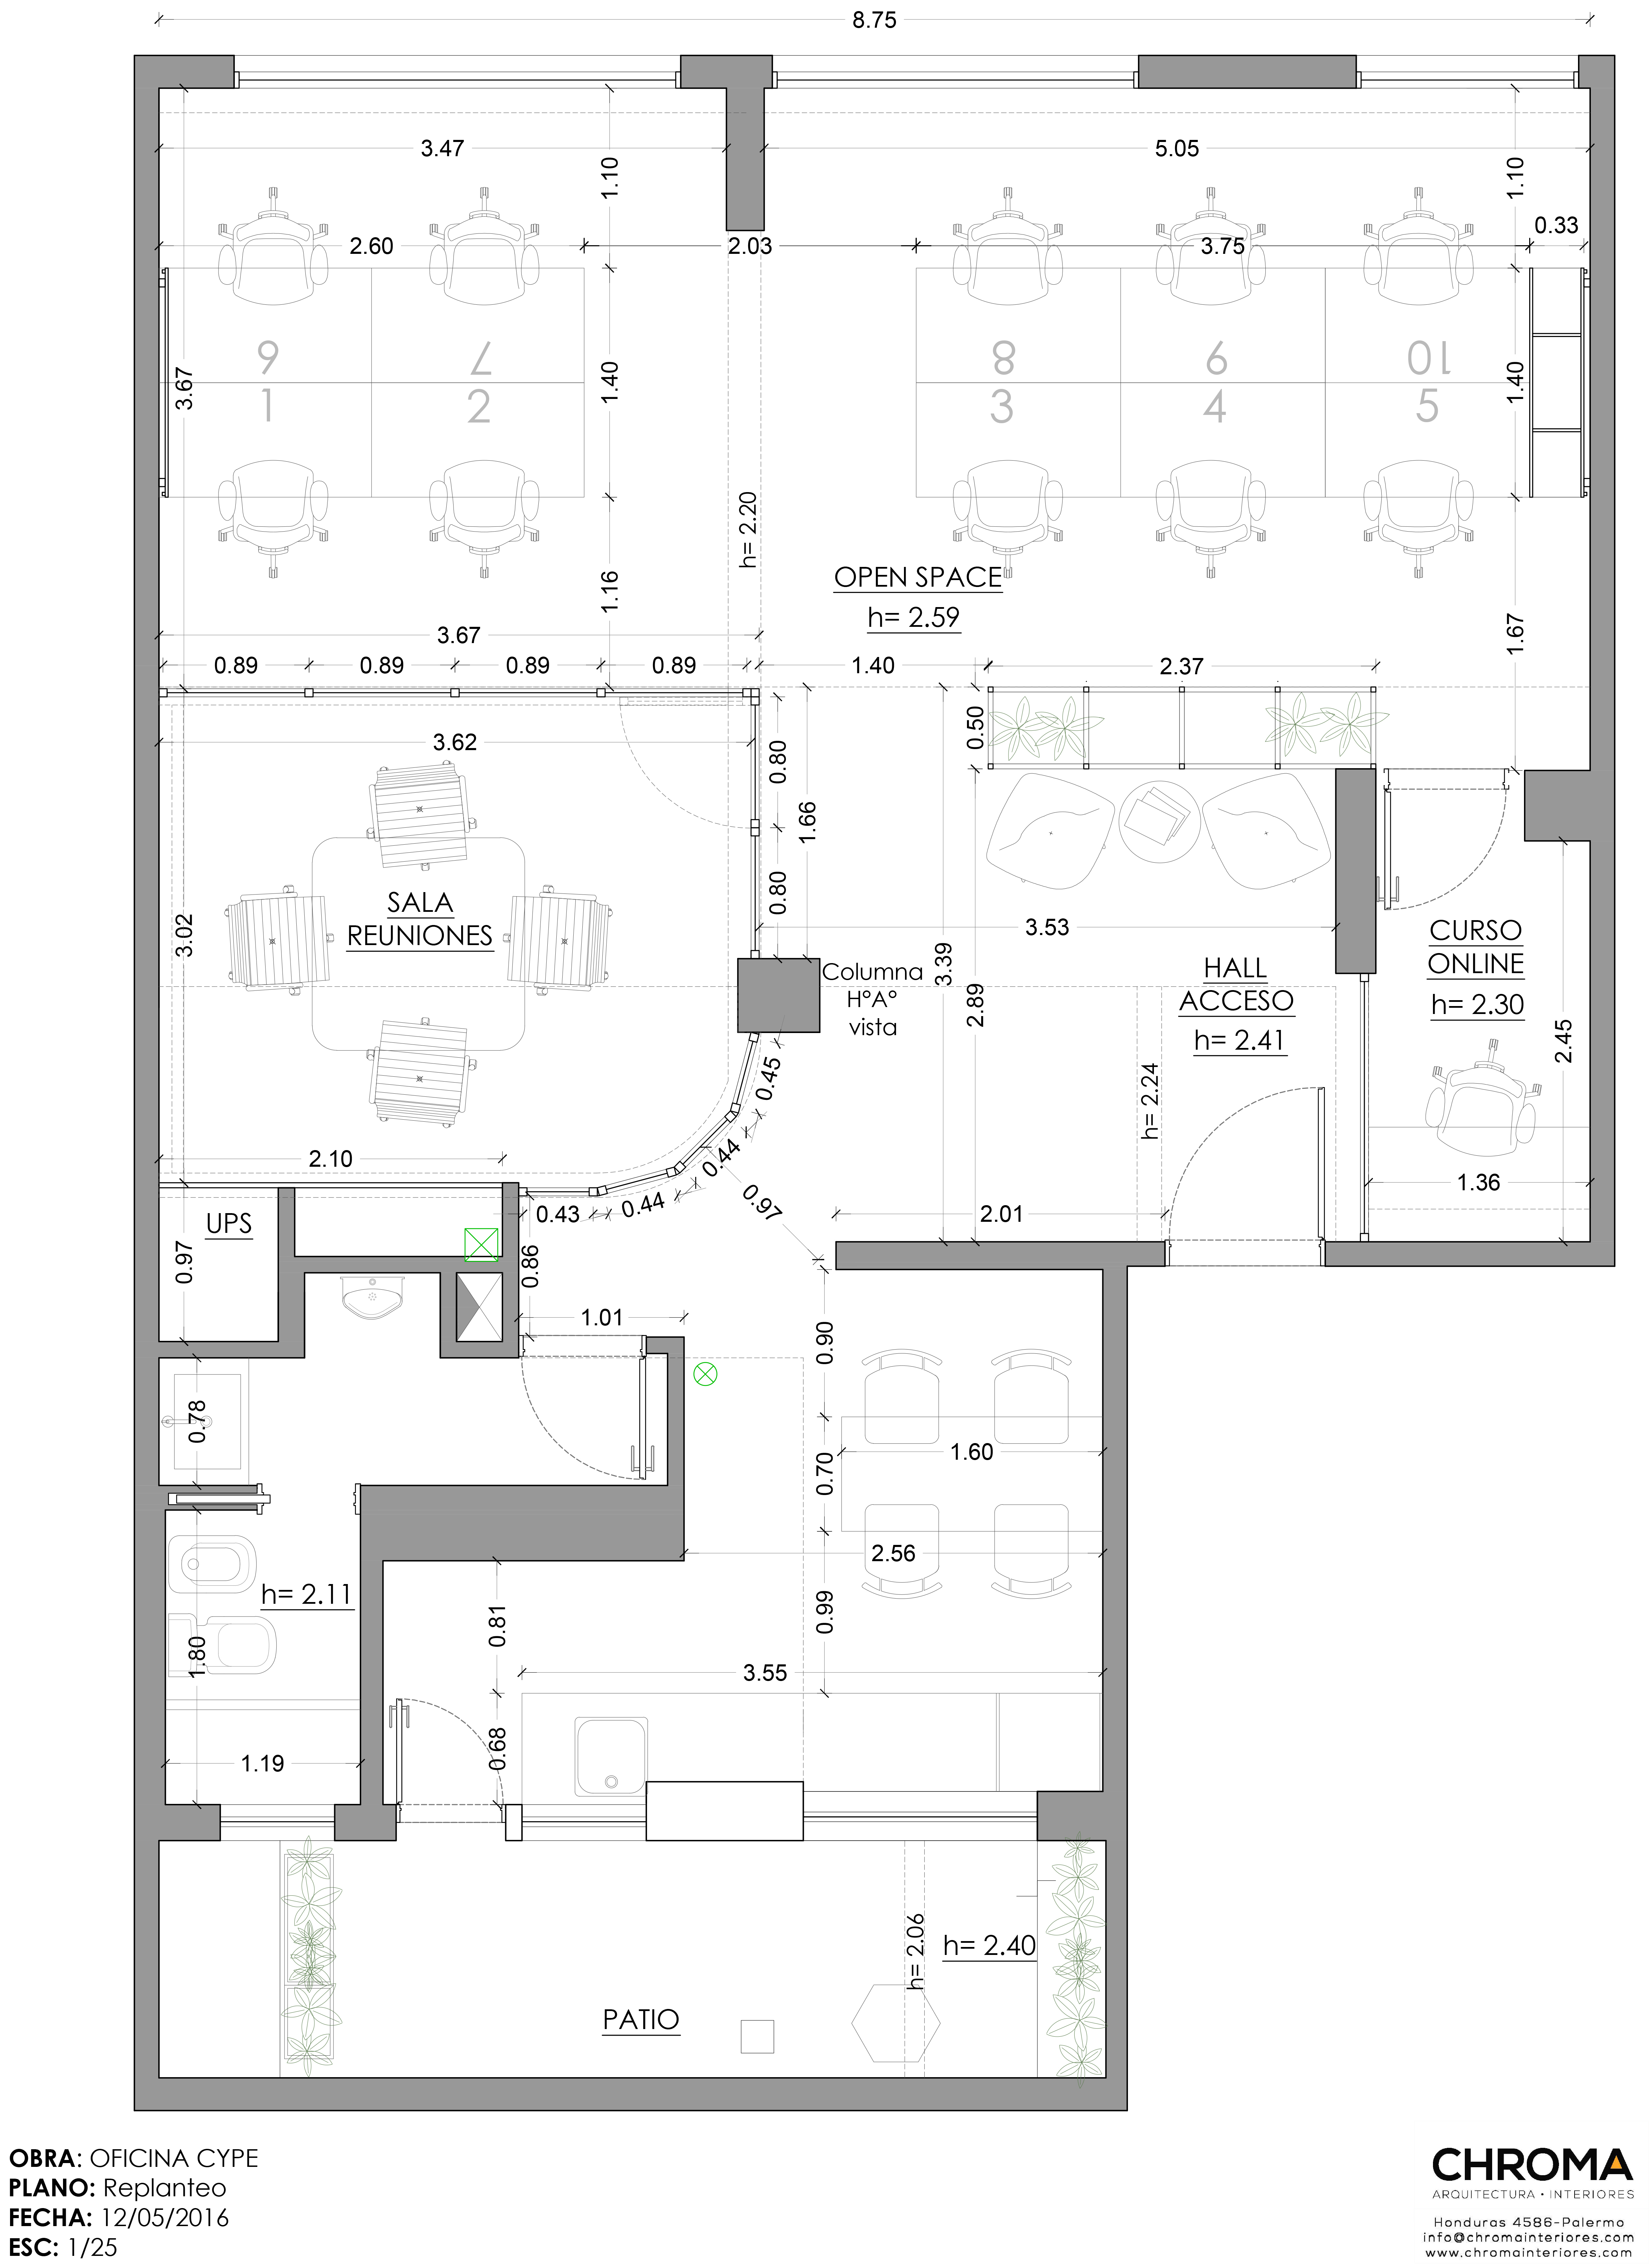 8.75
3.47
5.05
1.10
1.10
0.33
2.60
2.03
3.75
6
7
8
9
10
1
2
3
4
5
3.67
1.40
1.40
h= 2.20
OPEN SPACE
h= 2.59
1.16
1.67
3.67
0.89
0.89
0.89
0.89
1.40
2.37
0.50
3.62
0.80
1.66
0.80
SALA
REUNIONES
3.02
3.53
3.39
2.89
Columna
HºAº
vista
HALL
ACCESO
h= 2.41
CURSO
ONLINE
h= 2.30
2.45
h= 2.24
0.45
0.44
0.44
0.43
0.97
2.10
1.36
2.01
UPS
0.97
0.86
1.01
0.90
0.78
1.60
0.70
2.56
h= 2.11
0.81
0.99
1.80
3.55
0.68
1.19
h= 2.06
h= 2.40
PATIO
OBRA: OFICINA CYPE
PLANO: Replanteo
FECHA: 12/05/2016
ESC: 1/25
CHROMA
ARQUITECTURA • INTERIORES
Honduras 4586-Palermo
info@chromainteriores.com
www.chromainteriores.com